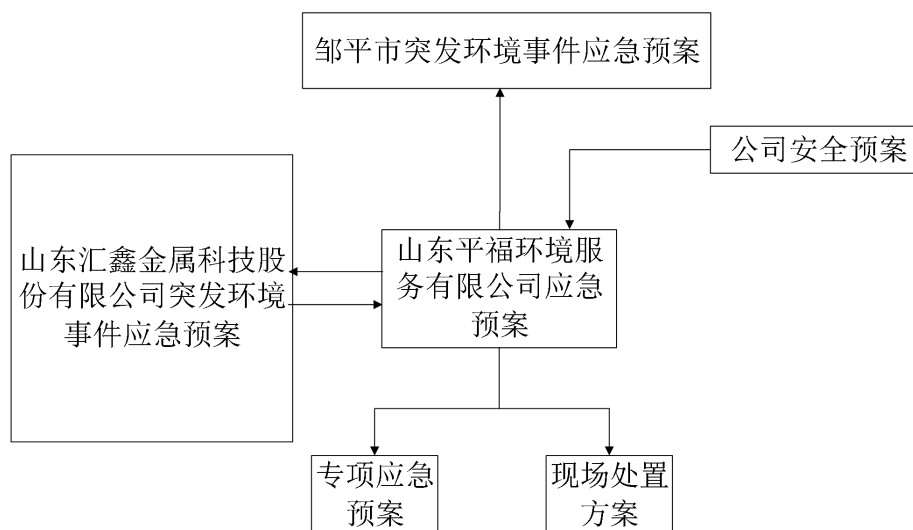 邹平市突发环境事件应急预案
公司安全预案
山东汇鑫金属科技股
份有限公司突发环境
事件应急预案
山东平福环境服
务有限公司应急
预案
专项应急
预案
现场处置
方案